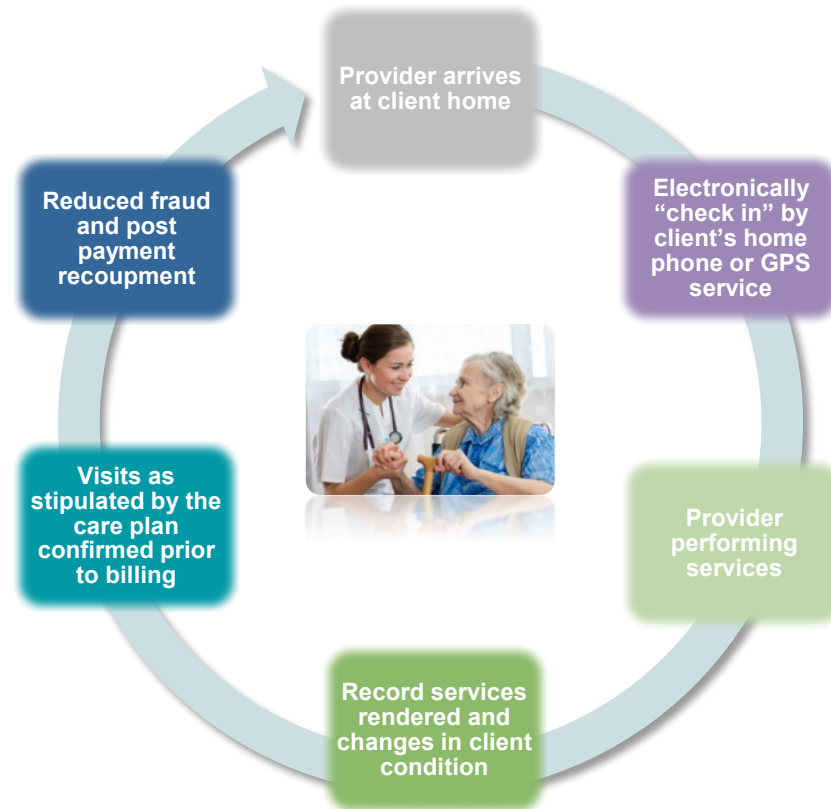 Provider arrives
at client home
Electronically
“check in” by
client’s home
phone or GPS
service
Provider
performing
services
Record services
rendered and
changes in client
condition
Visits as
stipulated by the
care plan
confirmed prior
to billing
Reduced fraud
and post
payment
recoupment